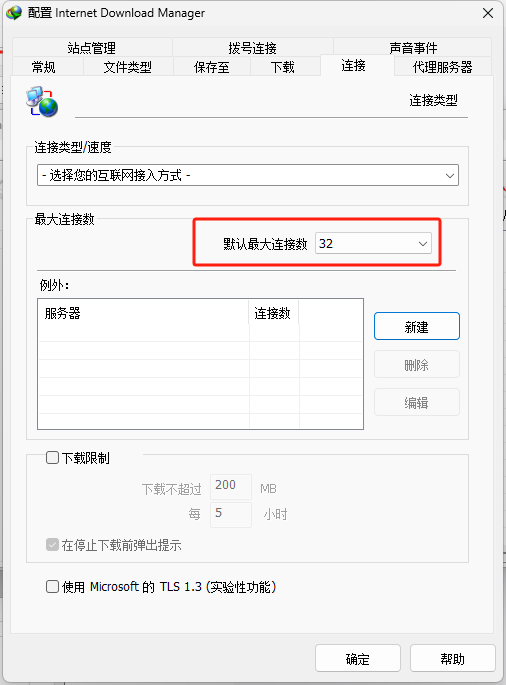 配置 Internet Download Manager
站点管理 拨号连接 声音事件
常规 文件类型 保存至 下载 连接 代理服务器
连接类型
连接类型/速度
- 选择您的互联网接入方式 -
最大连接数
默认最大连接数 32
例外：
服务器 连接数
新建
删除
编辑
下载限制
下载不超过 200 MB
每 5 小时
在停止下载前弹出提示
使用 Microsoft 的 TLS 1.3 (实验性功能)
确定 帮助